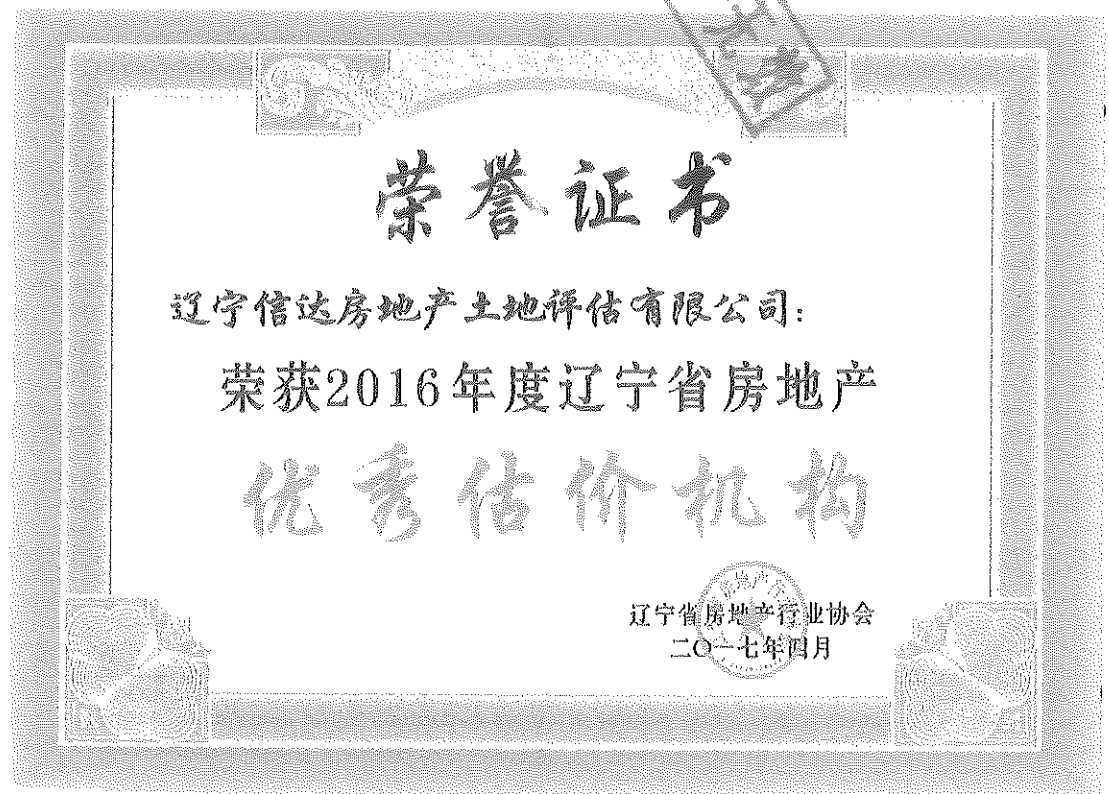 荣誉证书
辽宁信达房地产土地评估有限公司：
荣获2016年度辽宁省房地产
优秀估价机构
辽宁省房地产行业协会
二〇一七年四月